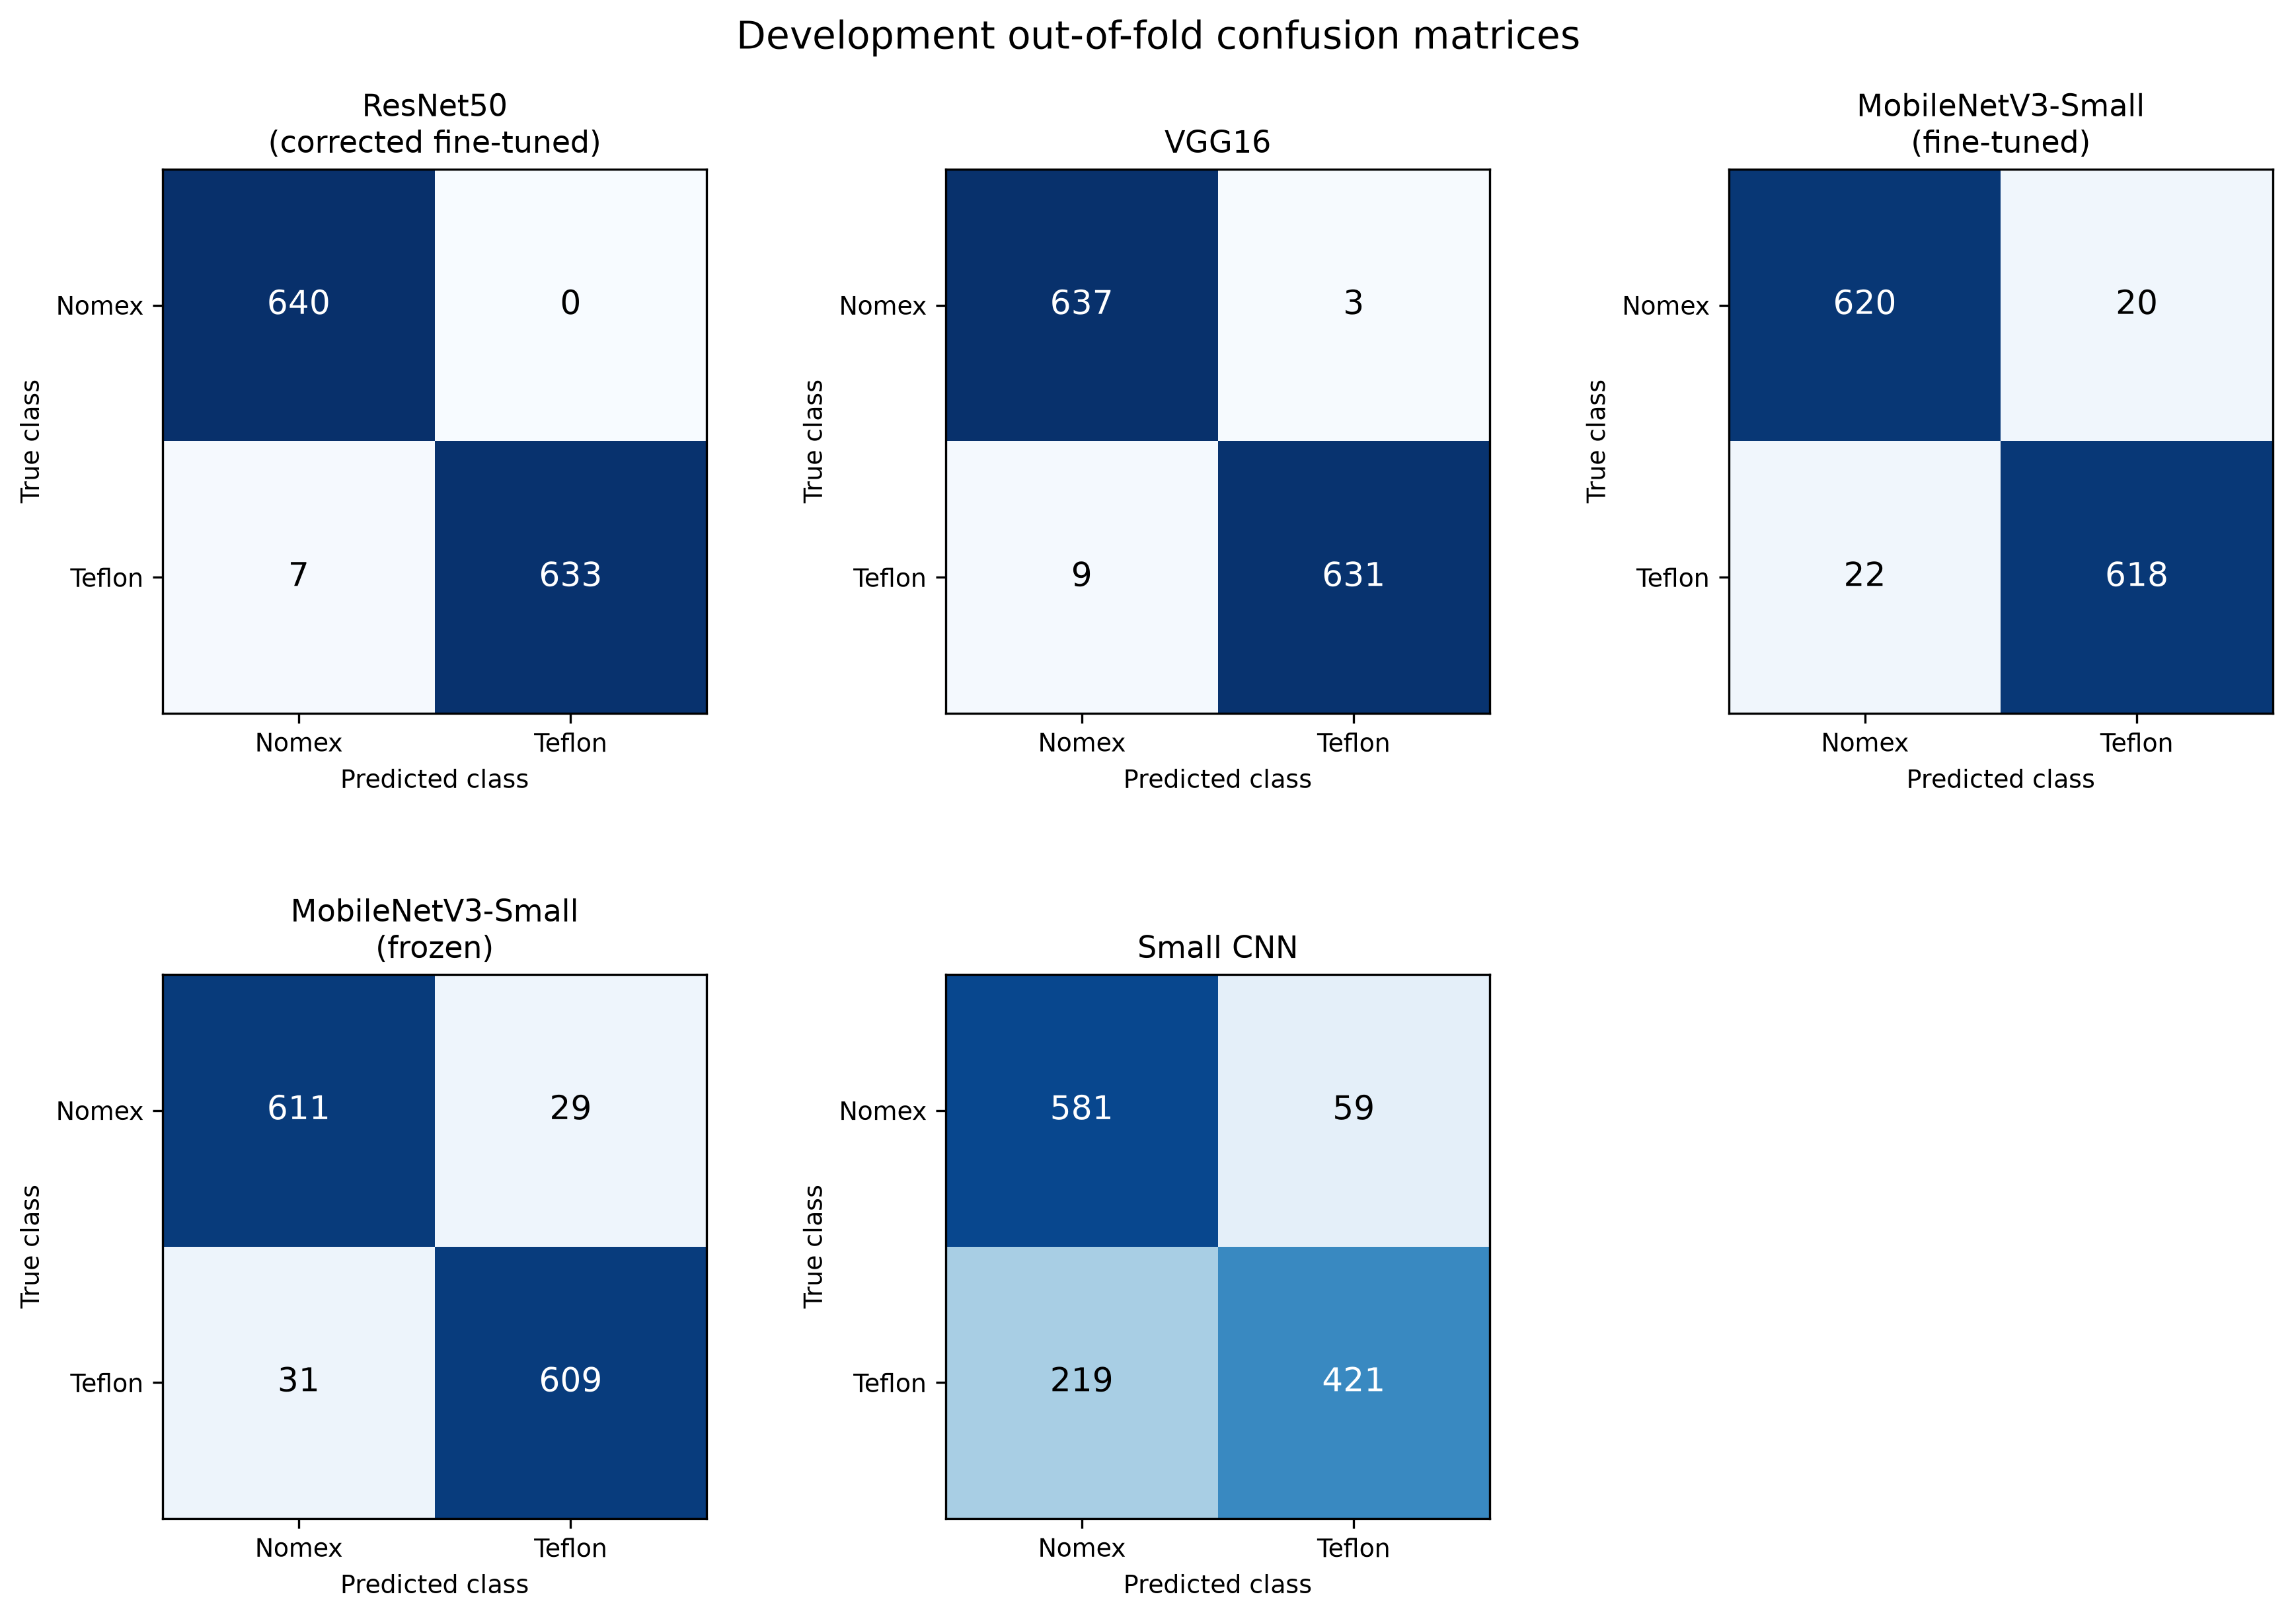 Development out-of-fold confusion matrices
ResNet50
(corrected fine-tuned)
True class
Nomex
640
0
Teflon
7
633
Nomex
Teflon
Predicted class
VGG16
True class
Nomex
637
3
Teflon
9
631
Nomex
Teflon
Predicted class
MobileNetV3-Small
(fine-tuned)
True class
Nomex
620
20
Teflon
22
618
Nomex
Teflon
Predicted class
MobileNetV3-Small
(frozen)
True class
Nomex
611
29
Teflon
31
609
Nomex
Teflon
Predicted class
Small CNN
True class
Nomex
581
59
Teflon
219
421
Nomex
Teflon
Predicted class